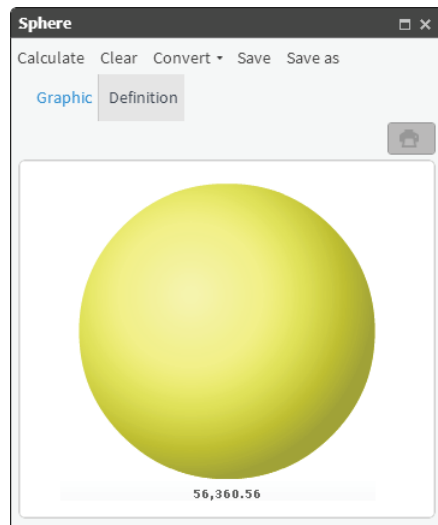 Sphere
Calculate Clear Convert Save Save as
Graphic Definition
56,360.56